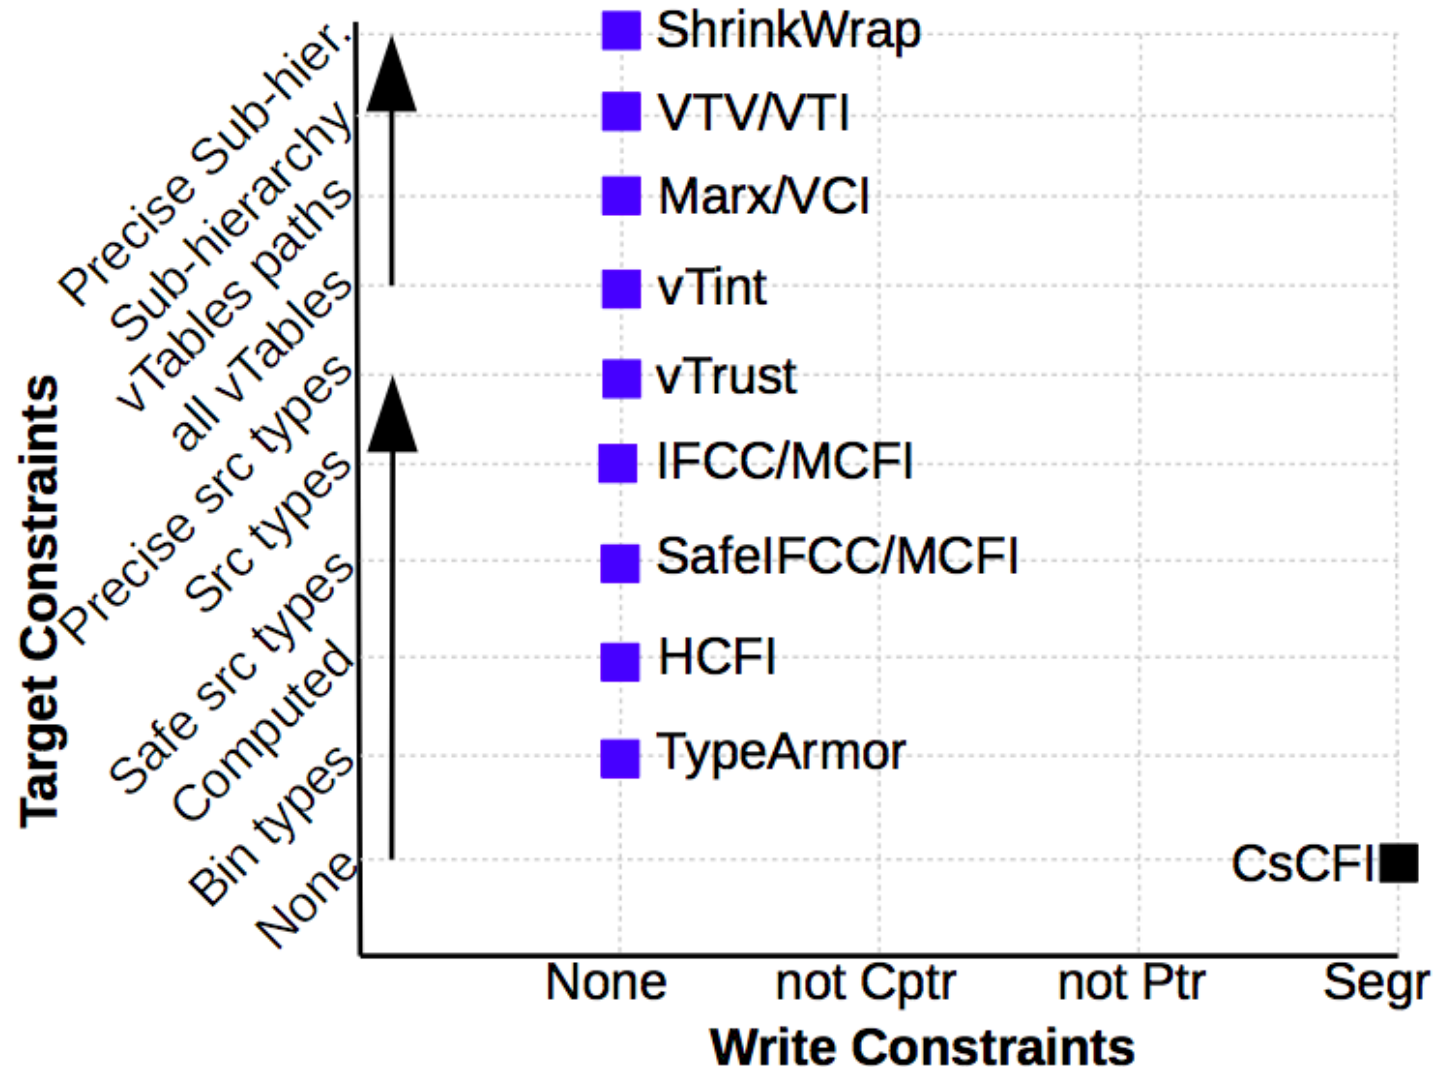 Target Constraints
Precise Sub-hier.
Sub-hierarchy
vTables paths
all vTables
Precise src types
Src types
Safe src types
Computed
Bin types
None
ShrinkWrap
VTV/VTI
Marx/VCI
vTint
vTrust
IFCC/MCFI
SafeIFCC/MCFI
HCFI
TypeArmor
CsCFI
None not Cptr not Ptr Segr
Write Constraints